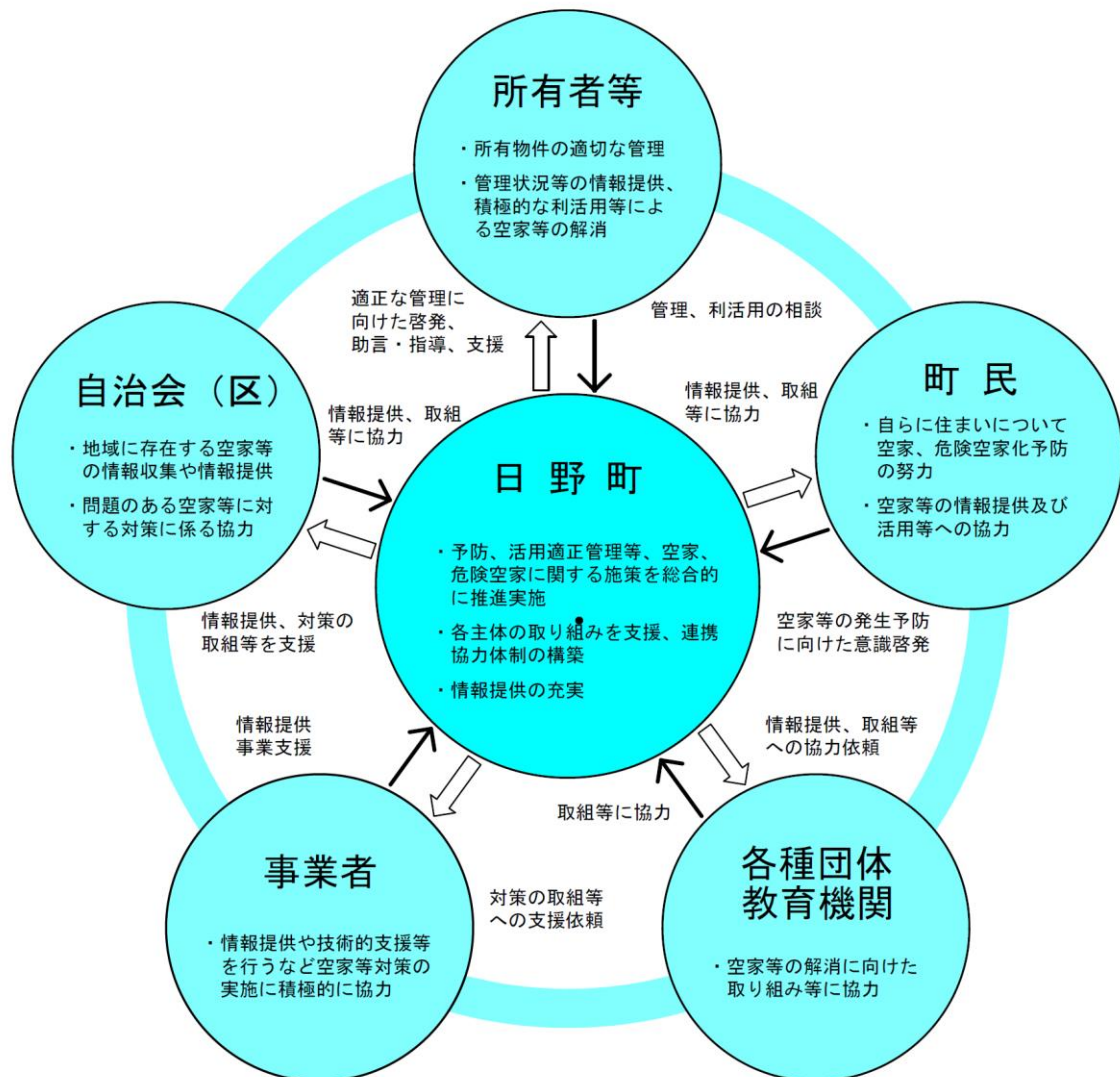 所有者等
・所有物件の適切な管理
・管理状況等の情報提供、
積極的な利活用等によ
る空家等の解消
適正な管理に
向けた啓発、
助言・指導、支援
管理、利活用の相談
自治会（区）
・地域に存在する空家等
の情報収集や情報提供
・問題のある空家等に対
する対策に係る協力
情報提供、取組
等に協力
情報提供、取組
等に協力
町 民
・自らに住まいについて
空家、危険空家化予防
の努力
・空家等の情報提供及び
活用等への協力
日 野 町
・予防、活用適正管理等、空家、
危険空家に関する施策を総合的
に推進実施
・各主体の取り組みを支援、連携
協力体制の構築
・情報提供の充実
情報提供、対策の
取組等を支援
空家等の発生予防
に向けた意識啓発
情報提供
事業支援
情報提供、取組等
への協力依頼
取組等に協力
事業者
・情報提供や技術的支援等
を行うなど空家等対策の
実施に積極的に協力
対策の取組等
への支援依頼
各種団体
教育機関
・空家等の解消に向けた
取り組み等に協力